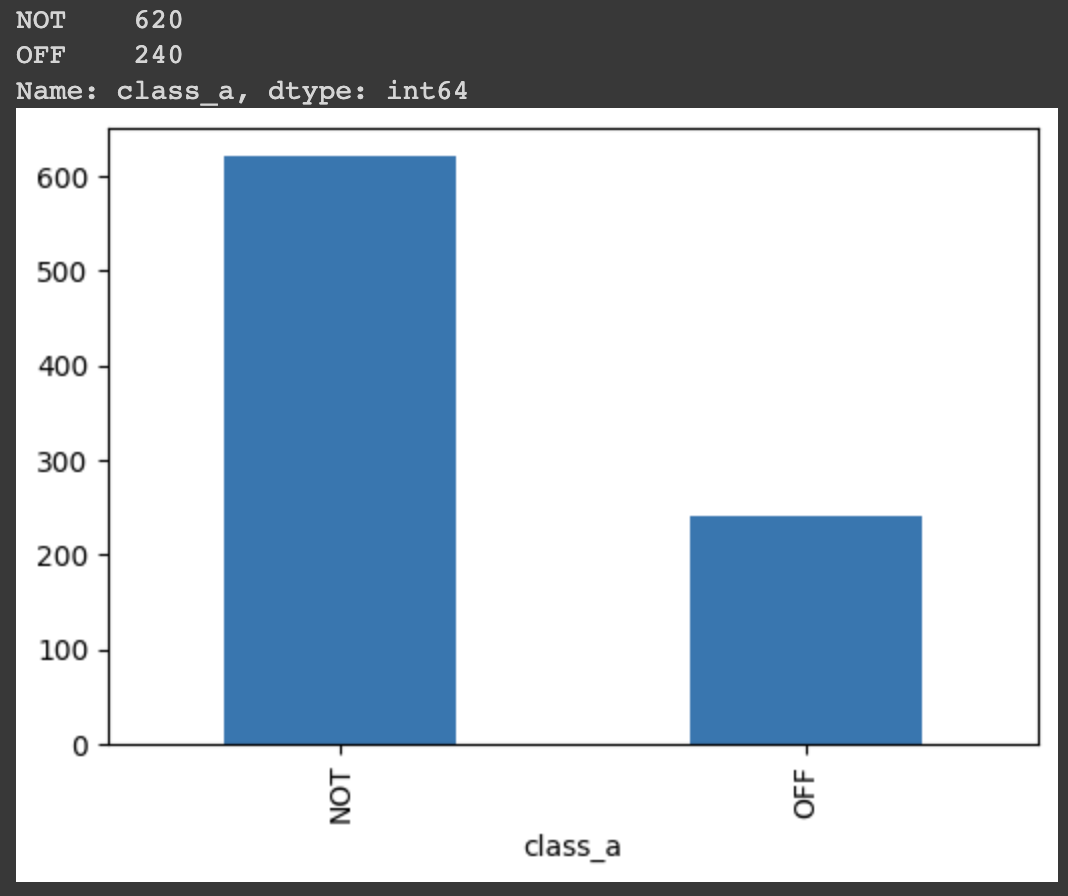 NOT    620
OFF    240
Name: class_a, dtype: int64
600
500
400
300
200
100
0
NOT
OFF
class_a